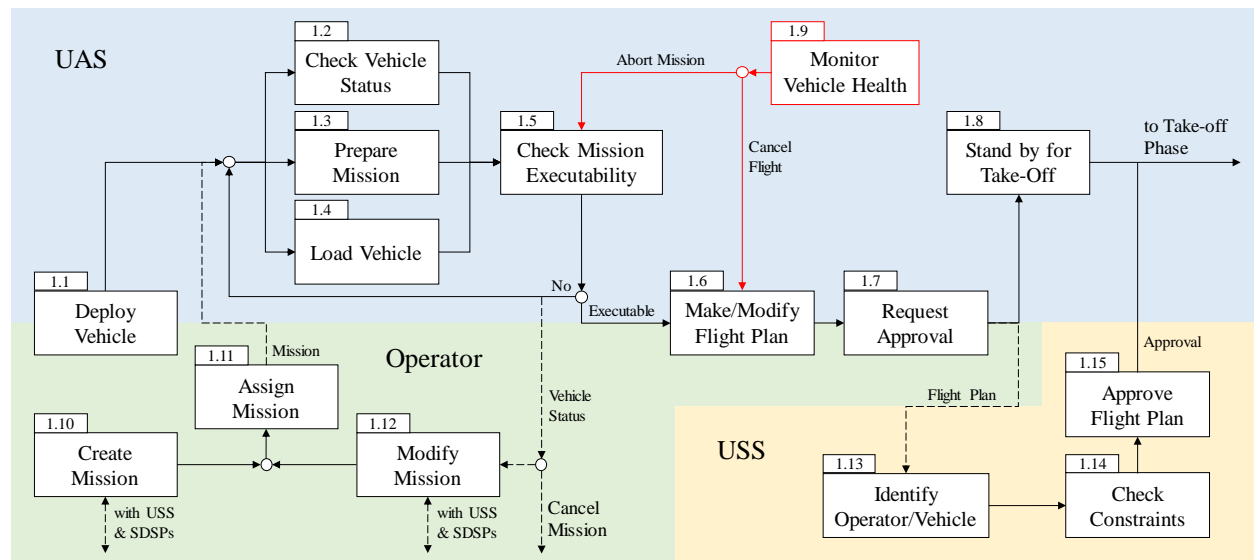 UAS
1.2
Check Vehicle
Status
1.9
Monitor
Vehicle Health
Abort Mission
1.3
Prepare
Mission
1.5
Check Mission
Executability
Cancel
Flight
1.8
Stand by for
Take-Off
to Take-off
Phase
1.4
Load Vehicle
1.1
Deploy
Vehicle
No
Executable
1.6
Make/Modify
Flight Plan
1.7
Request
Approval
Operator
Mission
1.11
Assign
Mission
Vehicle
Status
1.10
Create
Mission
1.12
Modify
Mission
with USS
& SDSPs
with USS
& SDSPs
Cancel
Mission
USS
Flight Plan
Approval
1.15
Approve
Flight Plan
1.13
Identify
Operator/Vehicle
1.14
Check
Constraints